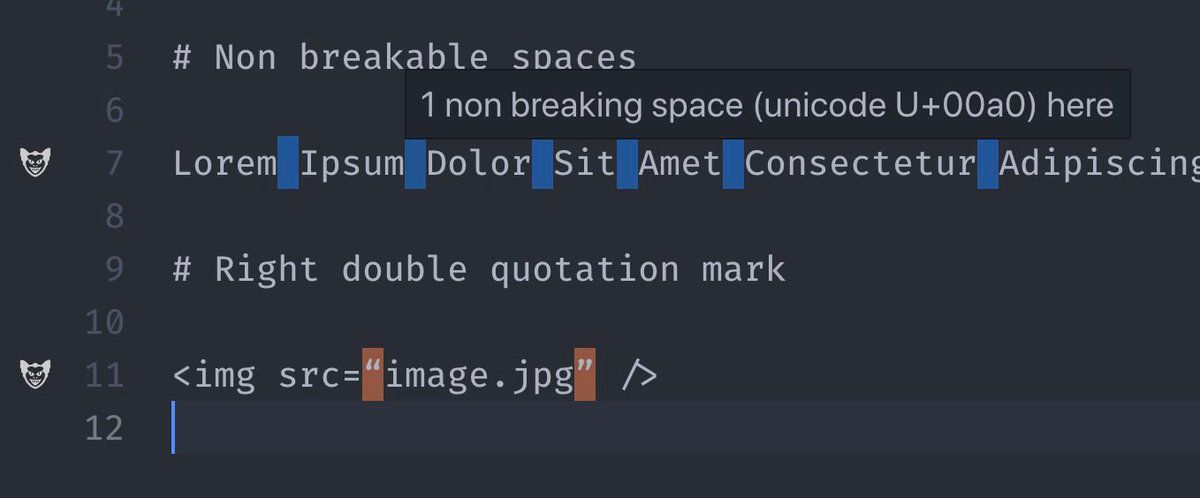 4
5 # Non breakable spaces
1 non breaking space (unicode U+00a0) here
6
7 Lorem Ipsum Dolor Sit Amet Consectetur Adipiscing
8
9 # Right double quotation mark
10
11 <img src=“image.jpg” />
12